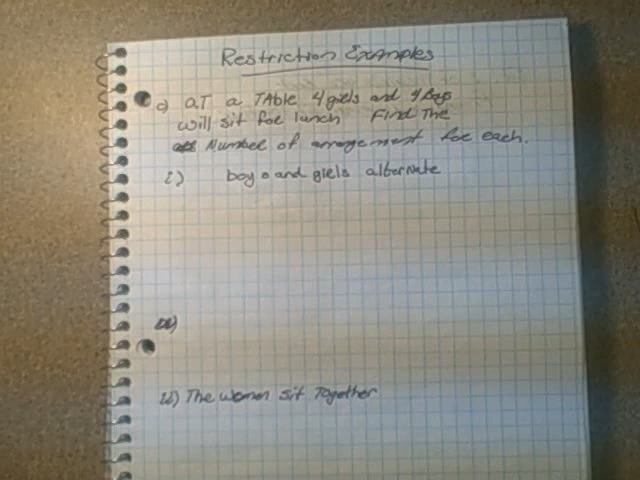 Restriction Examples
c) aT a TAble 4 girls and 4 boys
will sit for lunch Find The
Number of arrangement for each.
i) boys and girls alternate
ii) The women sit Together